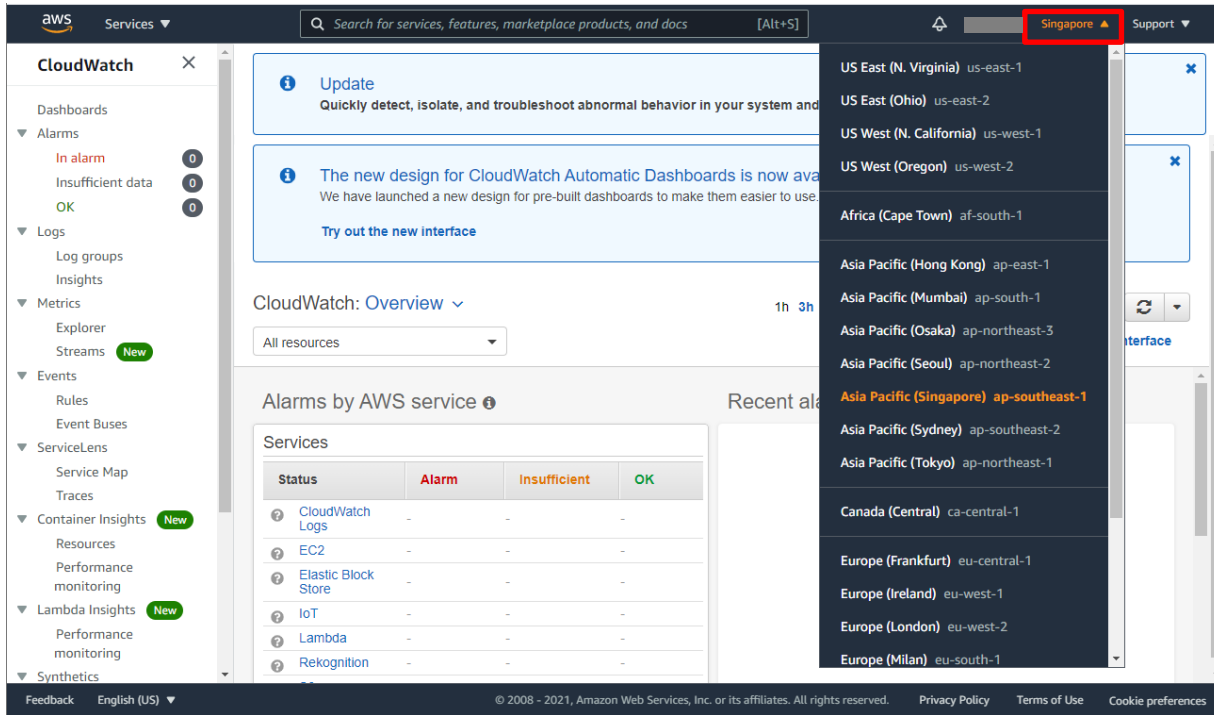 aws
Services ▼
Search for services, features, marketplace products, and docs [Alt+S]
Singapore ▲
Support ▼
CloudWatch ×
Dashboards
Alarms
In alarm 0
Insufficient data 0
OK 0
Logs
Log groups
Insights
Metrics
Explorer
Streams New
Events
Rules
Event Buses
ServiceLens
Service Map
Traces
Container Insights New
Resources
Performance
monitoring
Lambda Insights New
Performance
monitoring
Synthetics
Update
Quickly detect, isolate, and troubleshoot abnormal behavior in your system and
The new design for CloudWatch Automatic Dashboards is now ava
We have launched a new design for pre-built dashboards to make them easier to use.
Try out the new interface
CloudWatch: Overview
1h 3h
All resources
nterface
Alarms by AWS service
Recent ala
Services
Status Alarm Insufficient OK
CloudWatch
Logs - - -
EC2 - - -
Elastic Block
Store - - -
IoT - - -
Lambda - - -
Rekognition - - -
US East (N. Virginia) us-east-1
US East (Ohio) us-east-2
US West (N. California) us-west-1
US West (Oregon) us-west-2
Africa (Cape Town) af-south-1
Asia Pacific (Hong Kong) ap-east-1
Asia Pacific (Mumbai) ap-south-1
Asia Pacific (Osaka) ap-northeast-3
Asia Pacific (Seoul) ap-northeast-2
Asia Pacific (Singapore) ap-southeast-1
Asia Pacific (Sydney) ap-southeast-2
Asia Pacific (Tokyo) ap-northeast-1
Canada (Central) ca-central-1
Europe (Frankfurt) eu-central-1
Europe (Ireland) eu-west-1
Europe (London) eu-west-2
Europe (Milan) eu-south-1
Feedback English (US) ▼
© 2008 - 2021, Amazon Web Services, Inc. or its affiliates. All rights reserved. Privacy Policy Terms of Use Cookie preferences